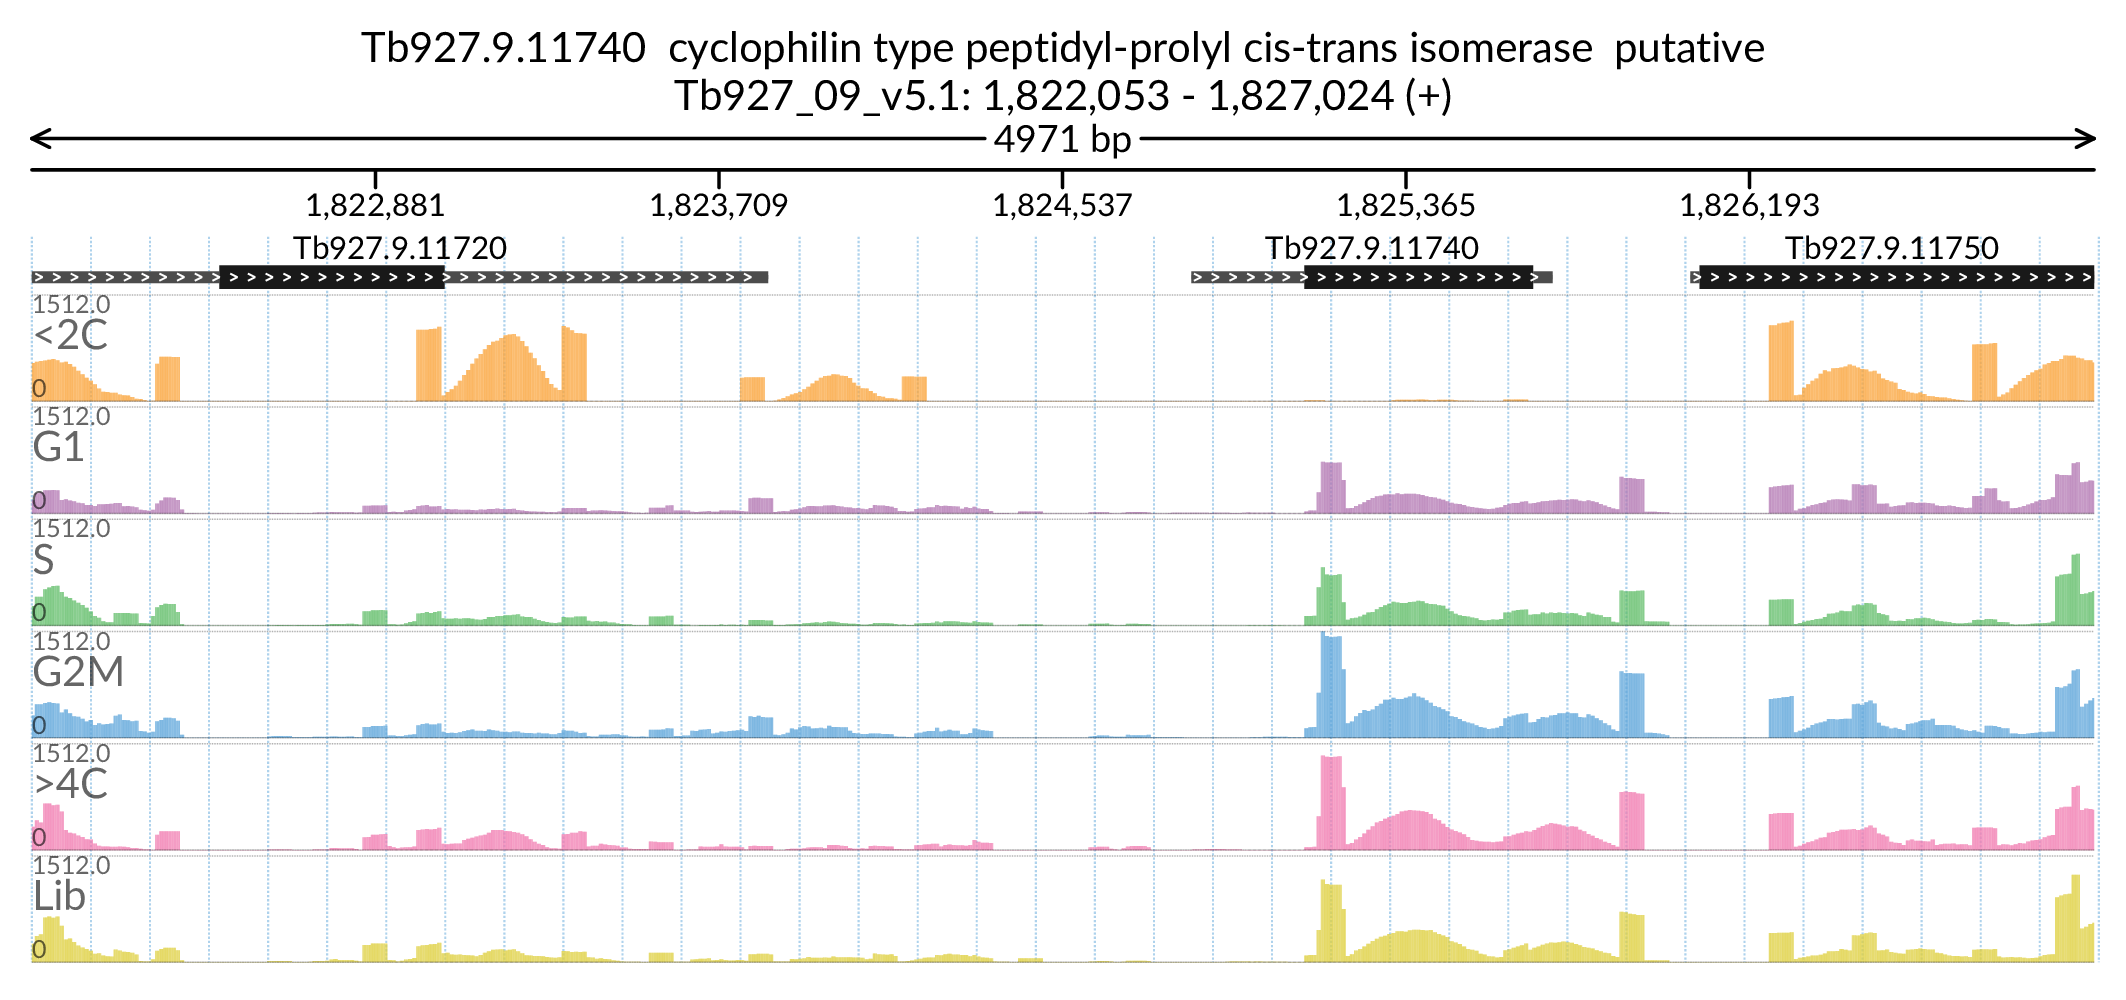 Tb927.9.11740  cyclophilin type peptidyl-prolyl cis-trans isomerase  putative
Tb927_09_v5.1: 1,822,053 - 1,827,024 (+)
4971 bp
1,822,881 1,823,709 1,824,537 1,825,365 1,826,193
Tb927.9.11720 Tb927.9.11740 Tb927.9.11750
1512.0
<2C
0
1512.0
G1
0
1512.0
S
0
1512.0
G2M
0
1512.0
>4C
0
1512.0
Lib
0